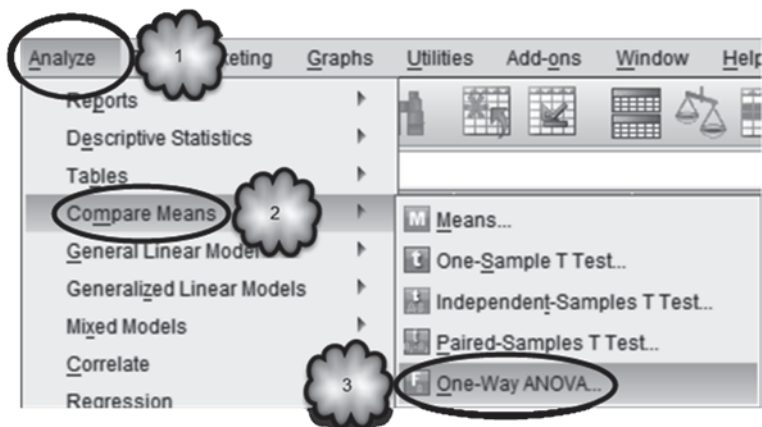 Analyze 1 keting Graphs Utilities Add-ons Window Help
Reports
Descriptive Statistics
Tables
Compare Means 2
General Linear Model
Generalized Linear Models
Mixed Models
Correlate
Regression
M Means...
t One-Sample T Test...
Independent-Samples T Test...
Paired-Samples T Test...
3 One-Way ANOVA...